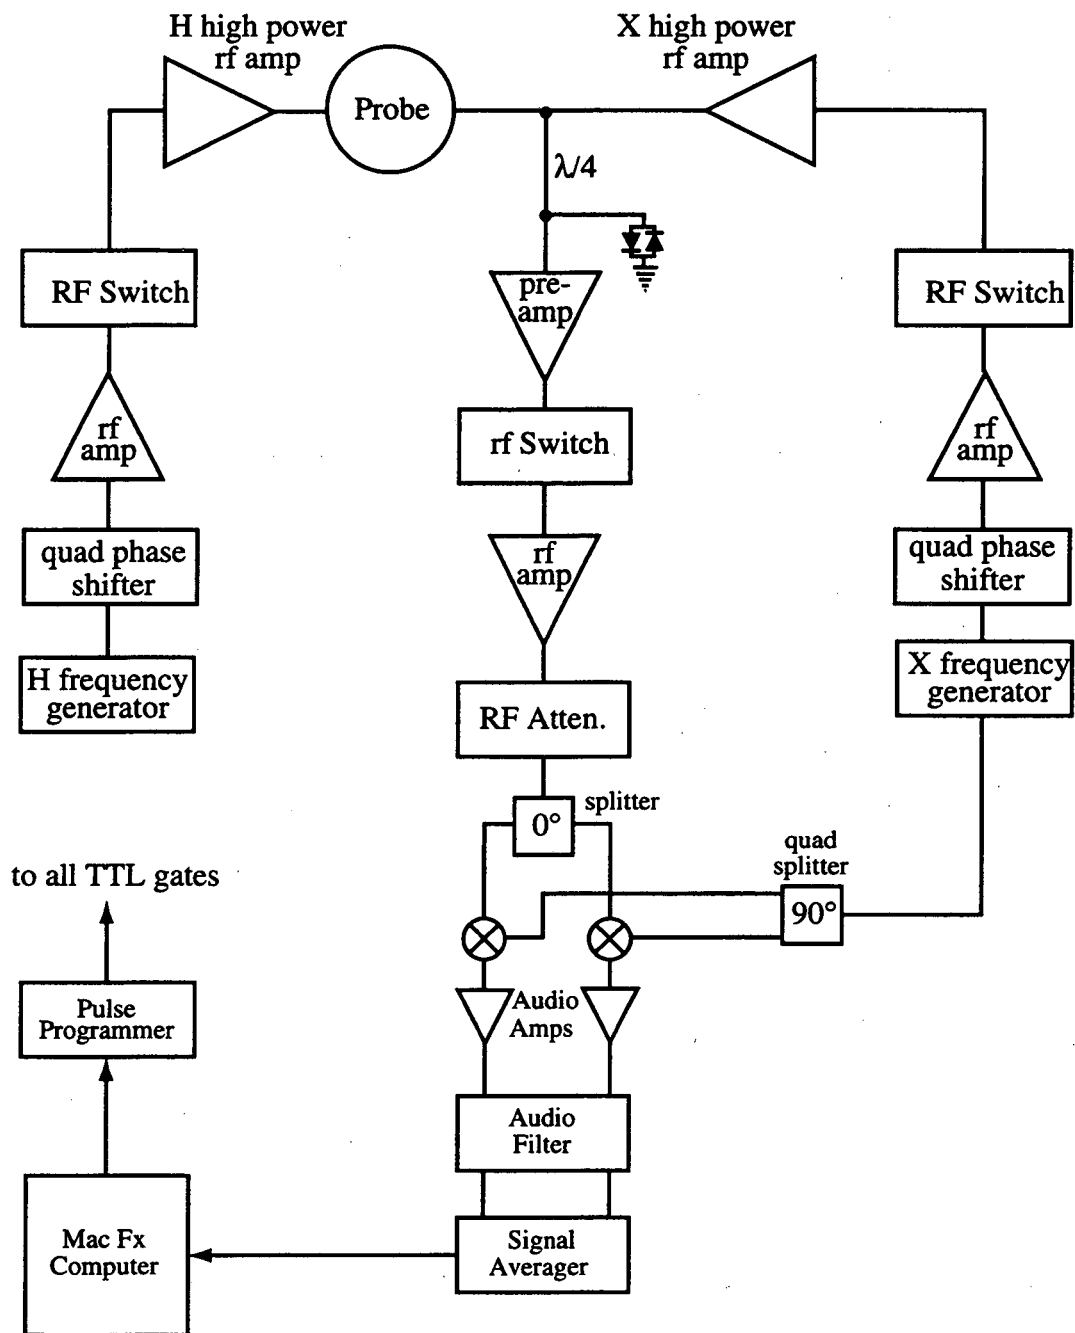 H high power
rf amp
X high power
rf amp
Probe
λ/4
RF Switch
pre-
amp
RF Switch
rf
amp
rf Switch
rf
amp
quad phase
shifter
rf
amp
quad phase
shifter
H frequency
generator
X frequency
generator
RF Atten.
0°
splitter
quad
splitter
to all TTL gates
90°
Pulse
Programmer
Audio
Amps
Audio
Filter
Mac Fx
Computer
Signal
Averager